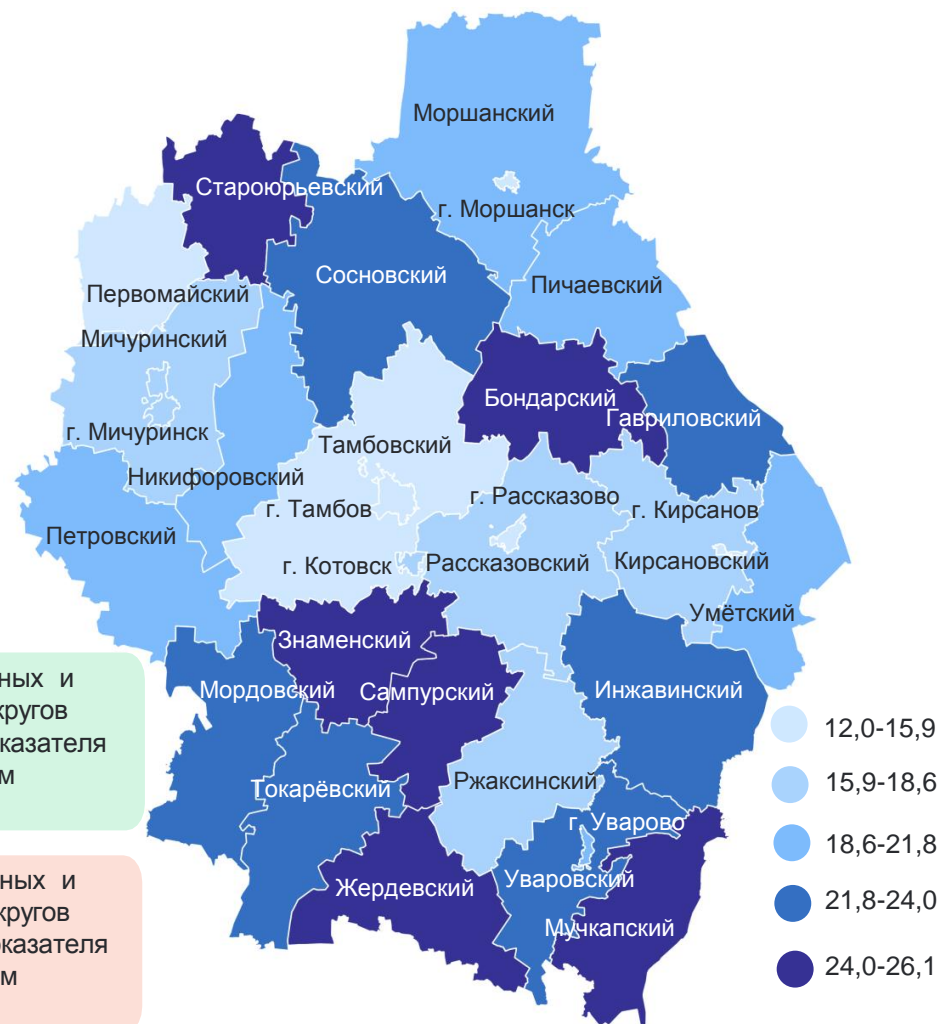 Моршанский
Староюрьевский
г. Моршанск
Сосновский
Пичаевский
Первомайский
Мичуринский
Бондарский
Гавриловский
г. Мичуринск
Тамбовский
Никифоровский
г. Рассказово
г. Тамбов
г. Кирсанов
Петровский
г. Котовск
Рассказовский
Кирсановский
Умётский
Знаменский
Мордовский
Сампурский
Инжавинский
Токарёвский
Ржаксинский
г. Уварово
Жердевский
Уваровский
Мучкапский
ных и
кругов
казателя
м
ных и
кругов
оказателя
м
12,0-15,9
15,9-18,6
18,6-21,8
21,8-24,0
24,0-26,1